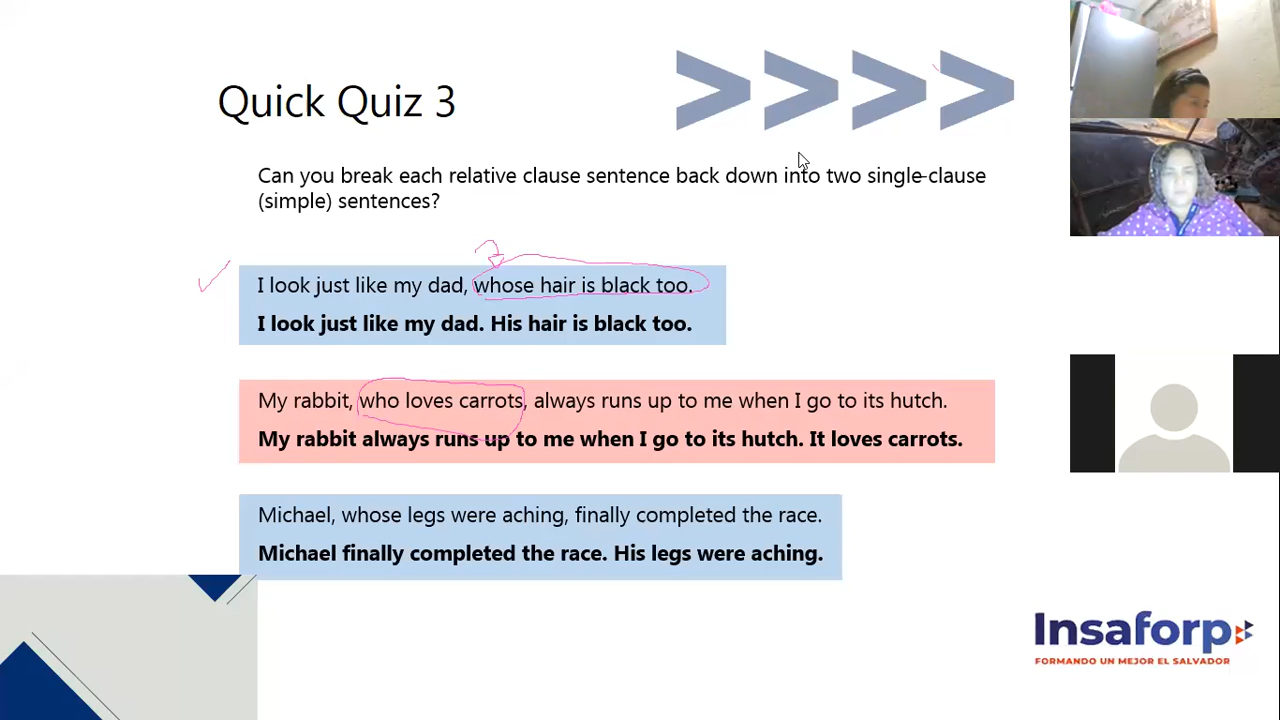 Quick Quiz 3
Can you break each relative clause sentence back down into two single-clause
(simple) sentences?
I look just like my dad, whose hair is black too.
I look just like my dad. His hair is black too.
My rabbit, who loves carrots, always runs up to me when I go to its hutch.
My rabbit always runs up to me when I go to its hutch. It loves carrots.
Michael, whose legs were aching, finally completed the race.
Michael finally completed the race. His legs were aching.
Insaforp
FORMANDO UN MEJOR EL SALVADOR